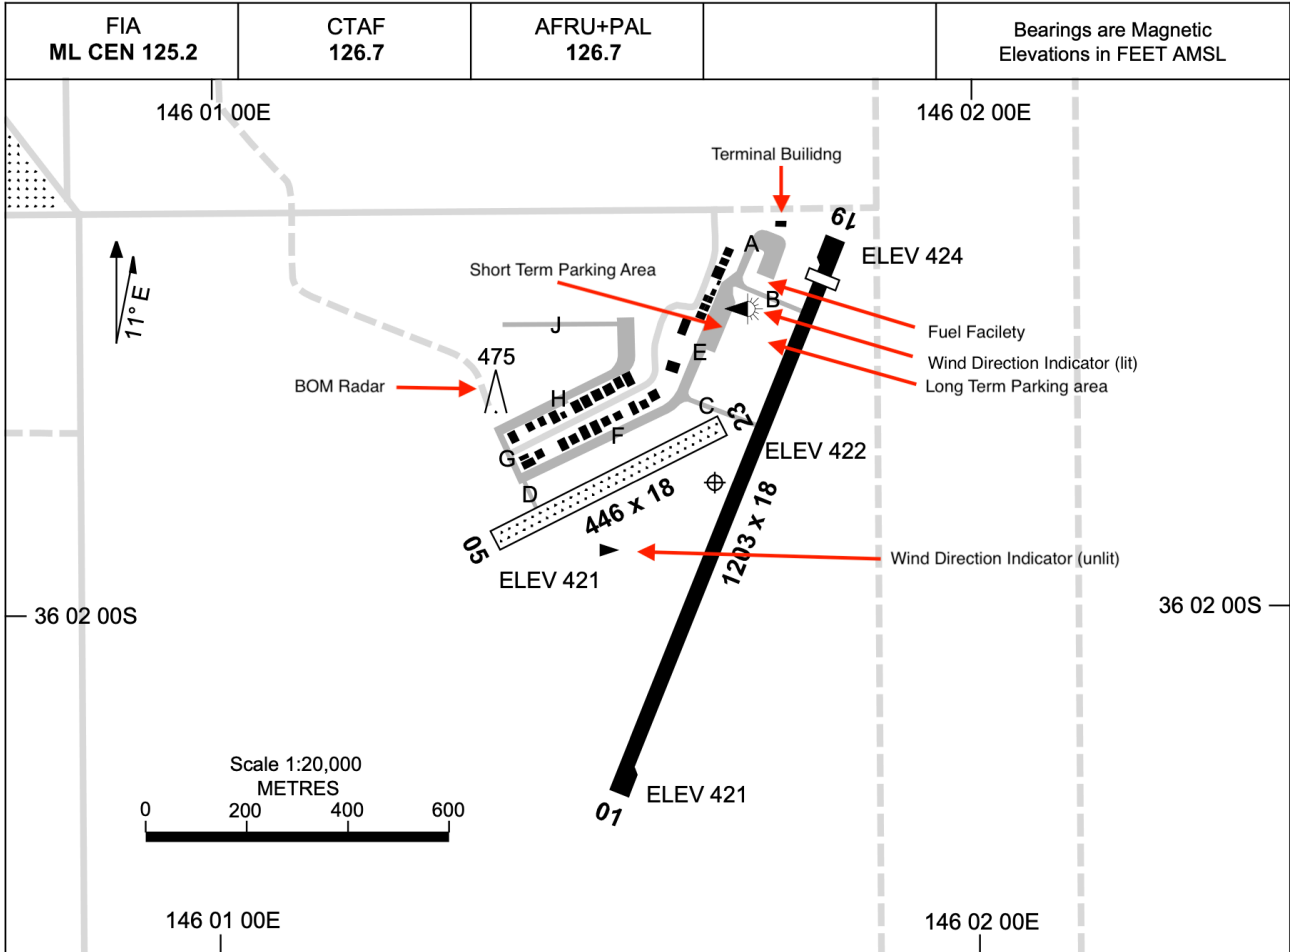 FIA
ML CEN 125.2
CTAF
126.7
AFRU+PAL
126.7
Bearings are Magnetic
Elevations in FEET AMSL
146 01 00E
146 02 00E
Terminal Builidng
19
A
ELEV 424
11° E
Short Term Parking Area
B
J
Fuel Facilety
475
E
Wind Direction Indicator (lit)
BOM Radar
Long Term Parking area
H
C
23
F
G
ELEV 422
D
446 x 18
1203 x 18
05
ELEV 421
Wind Direction Indicator (unlit)
36 02 00S
36 02 00S
Scale 1:20,000
METRES
0 200 400 600
ELEV 421
01
146 01 00E
146 02 00E